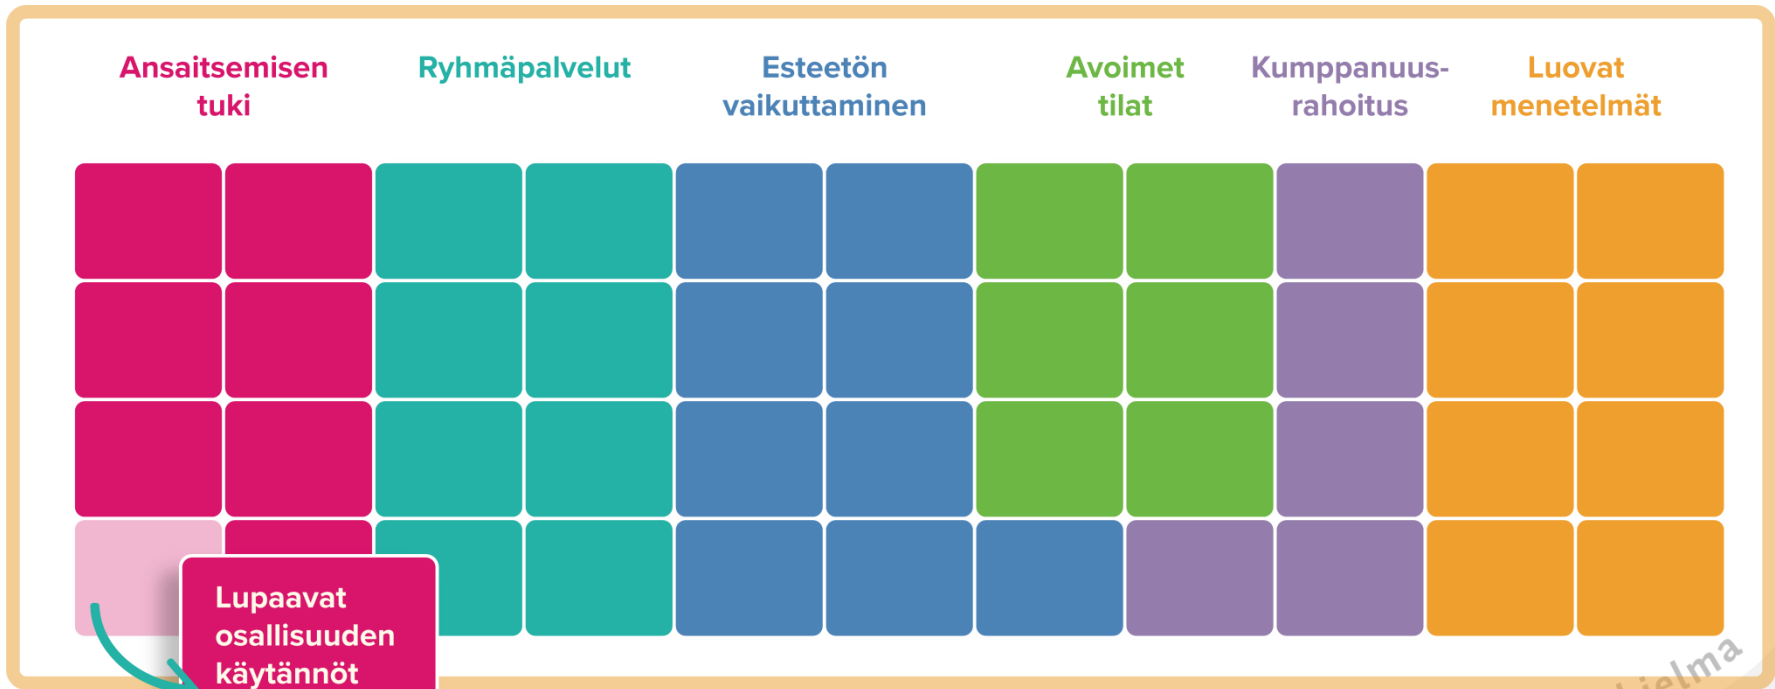 Ansaitsemisen
tuki
Ryhmäpalvelut
Esteetön
vaikuttaminen
Avoimet
tilat
Kumppanuus-
rahoitus
Luovat
menetelmät
Lupaavat
osallisuuden
käytännöt